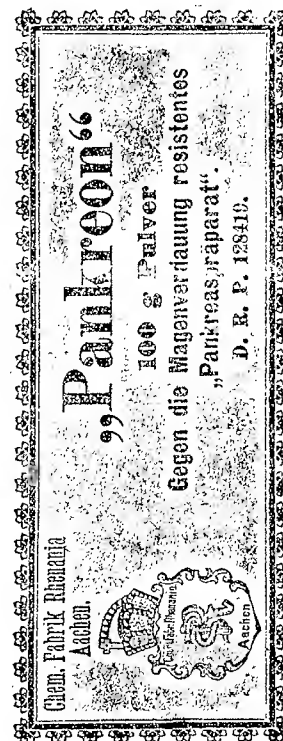 Chem. Fabrik Rhenania
Aachen.
„Pankreon“
100 g Pulver
Gegen die Magenverdauung resistentes
„Pankreaspräparat“.
D. R. P. 128419.
Aachen